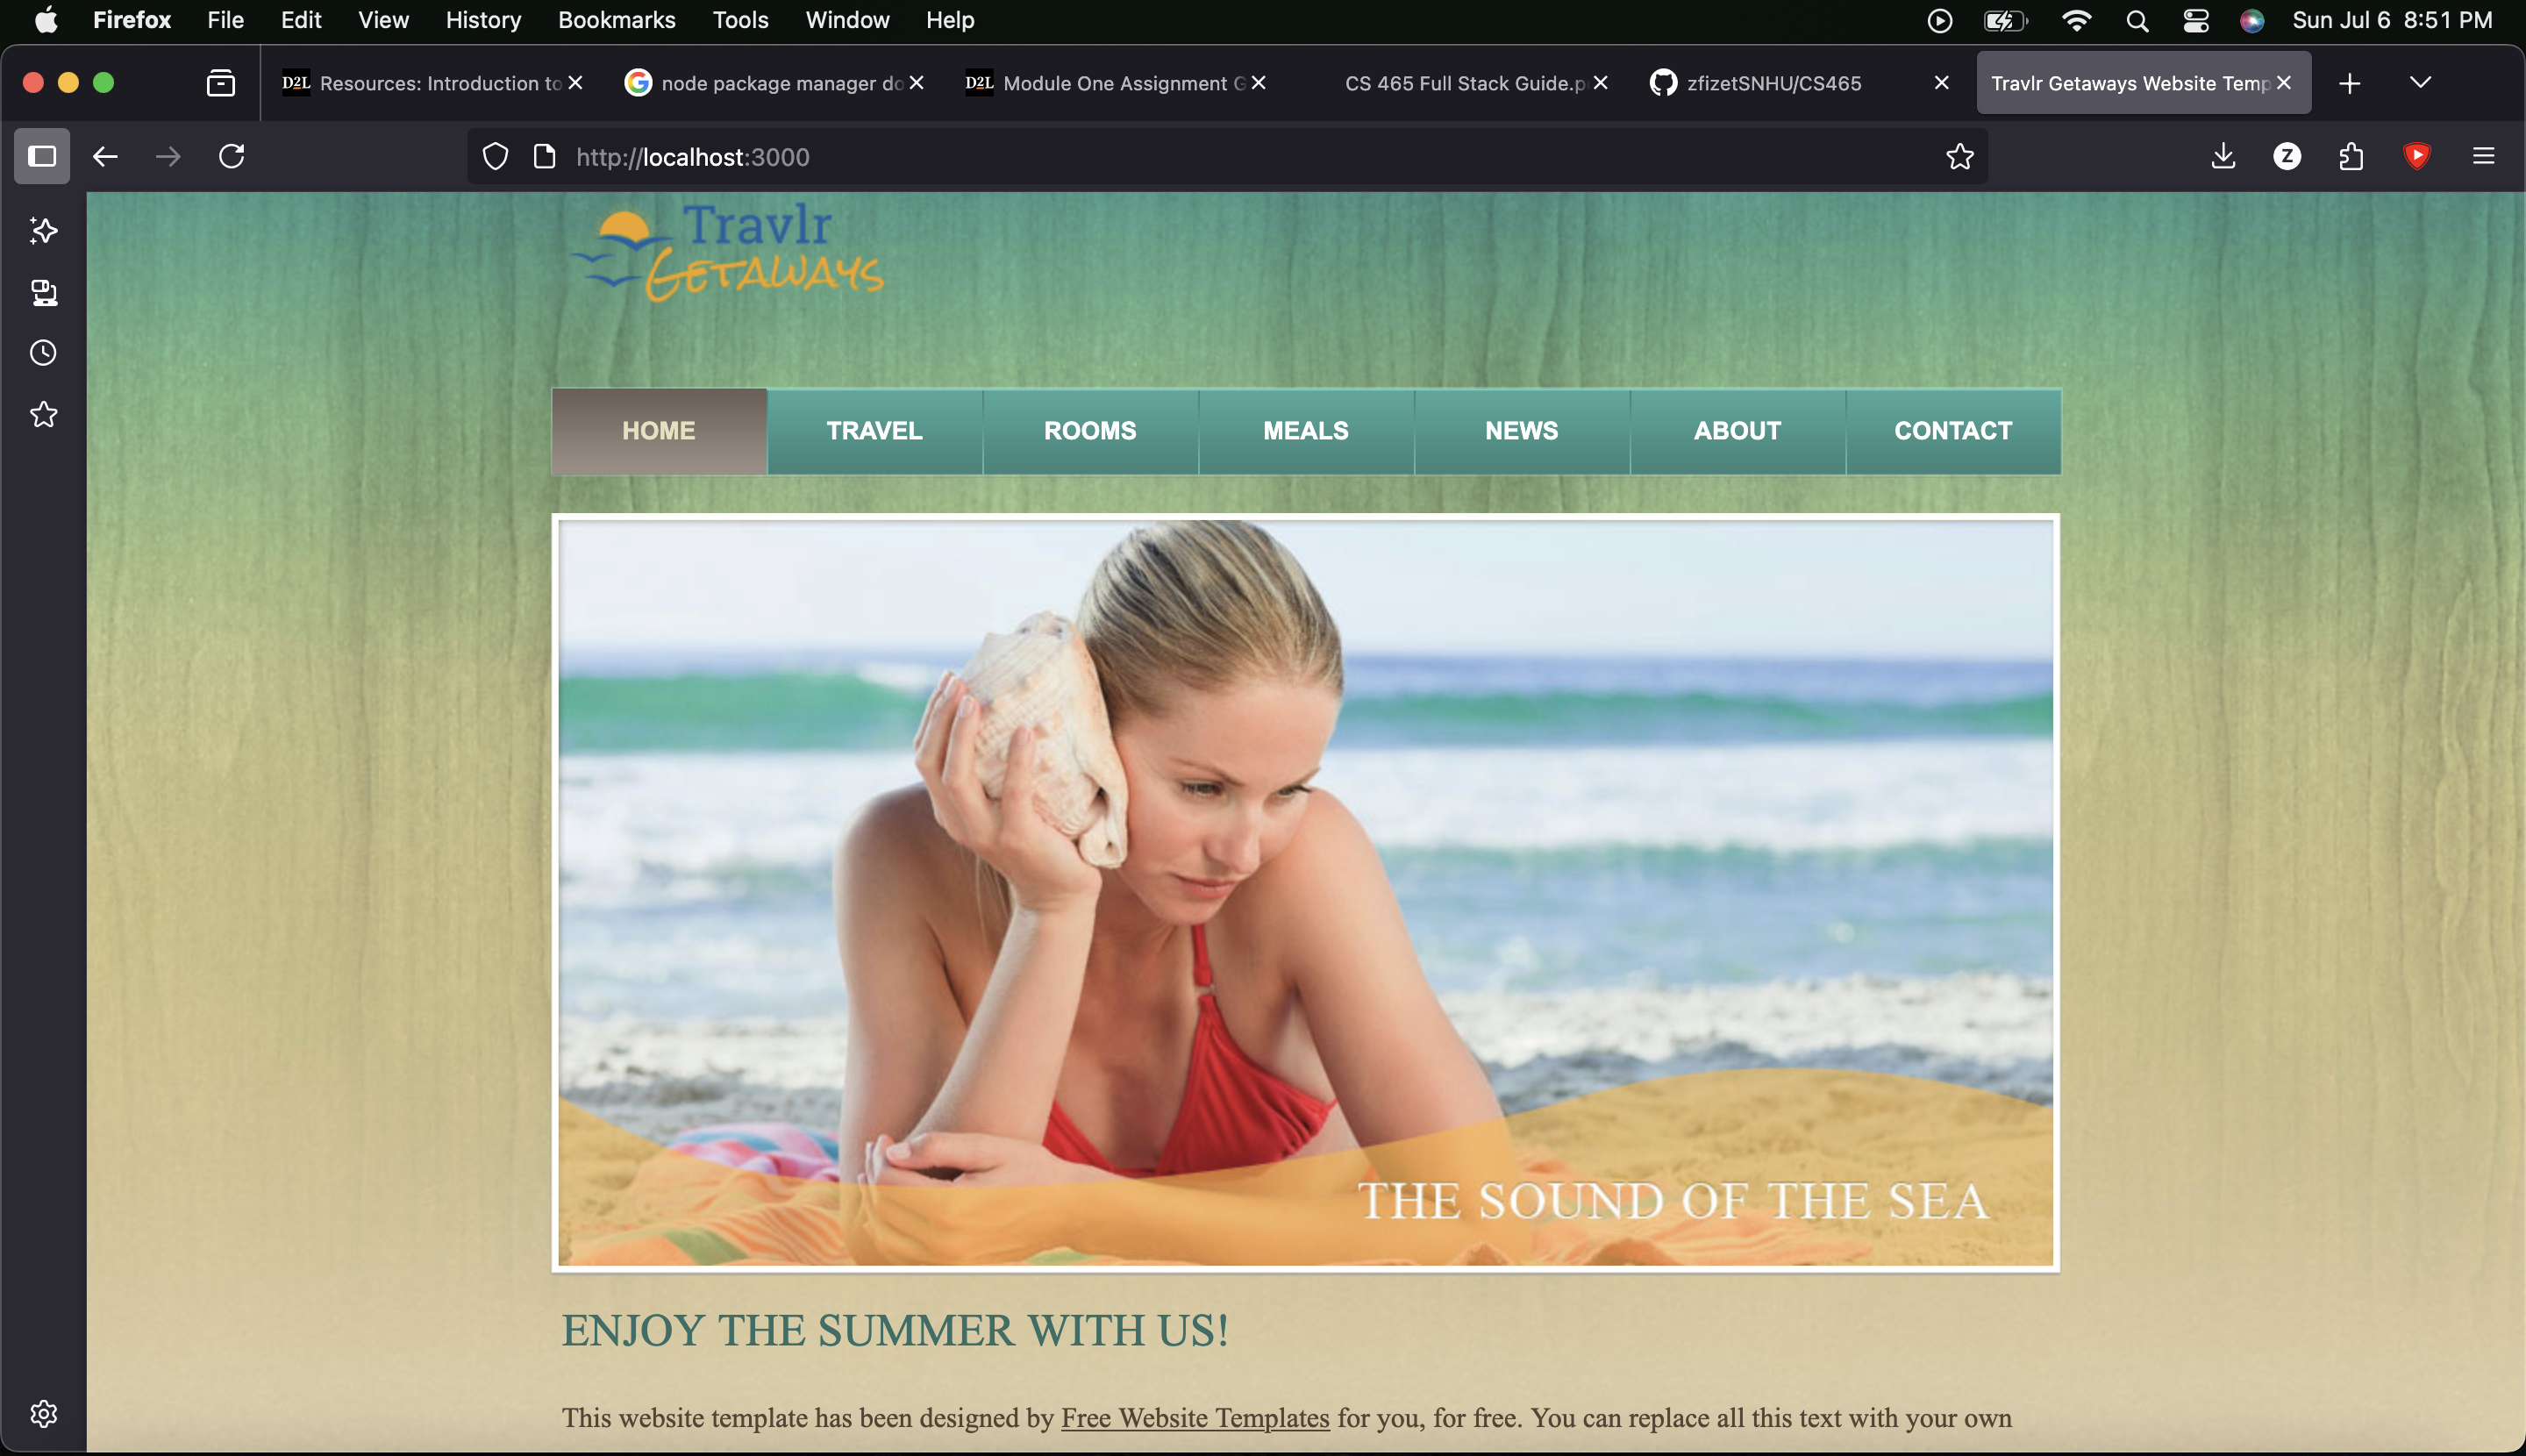 Firefox File Edit View History Bookmarks Tools Window Help Sun Jul 6 8:51 PM
D2L Resources: Introduction to node package manager do D2L Module One Assignment G CS 465 Full Stack Guide.p zfizetSNHU/CS465 Travlr Getaways Website Temp
http://localhost:3000 Z
Travlr
GETAWAYS
HOME TRAVEL ROOMS MEALS NEWS ABOUT CONTACT
THE SOUND OF THE SEA
ENJOY THE SUMMER WITH US!
This website template has been designed by Free Website Templates for you, for free. You can replace all this text with your own